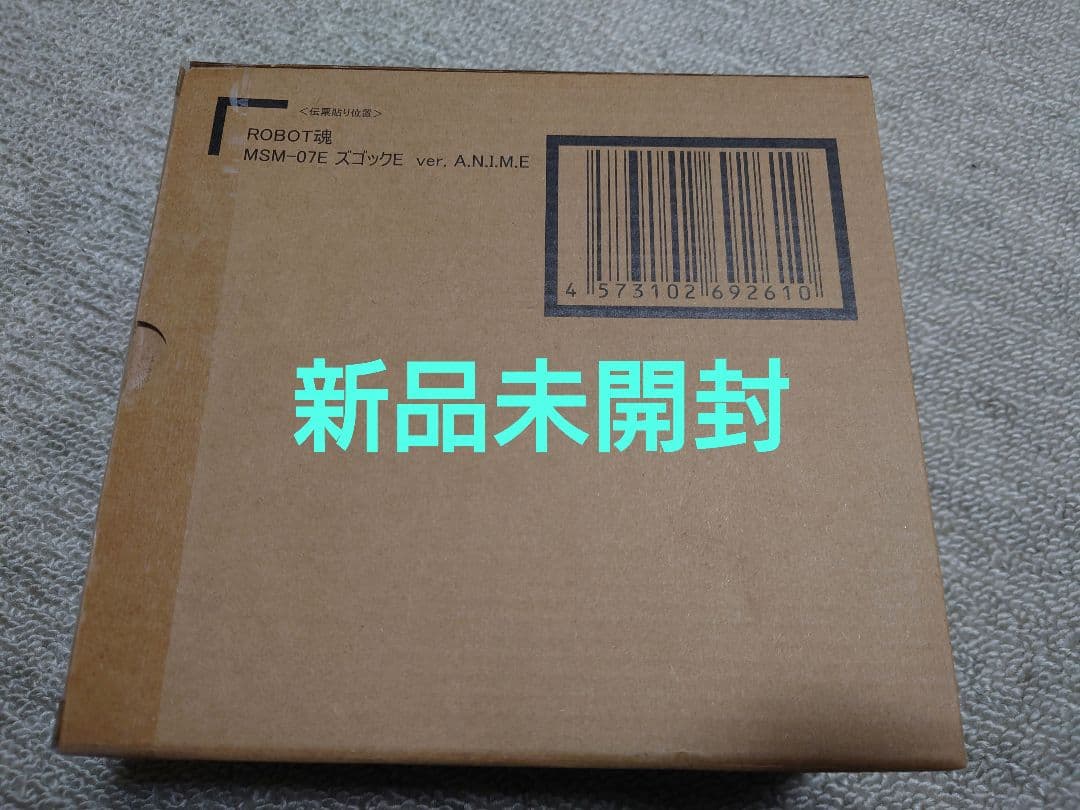 <伝票貼り位置>
ROBOT魂
MSM-07E ズゴックE ver. A.N.I.M.E
4 573102 692610
新品未開封